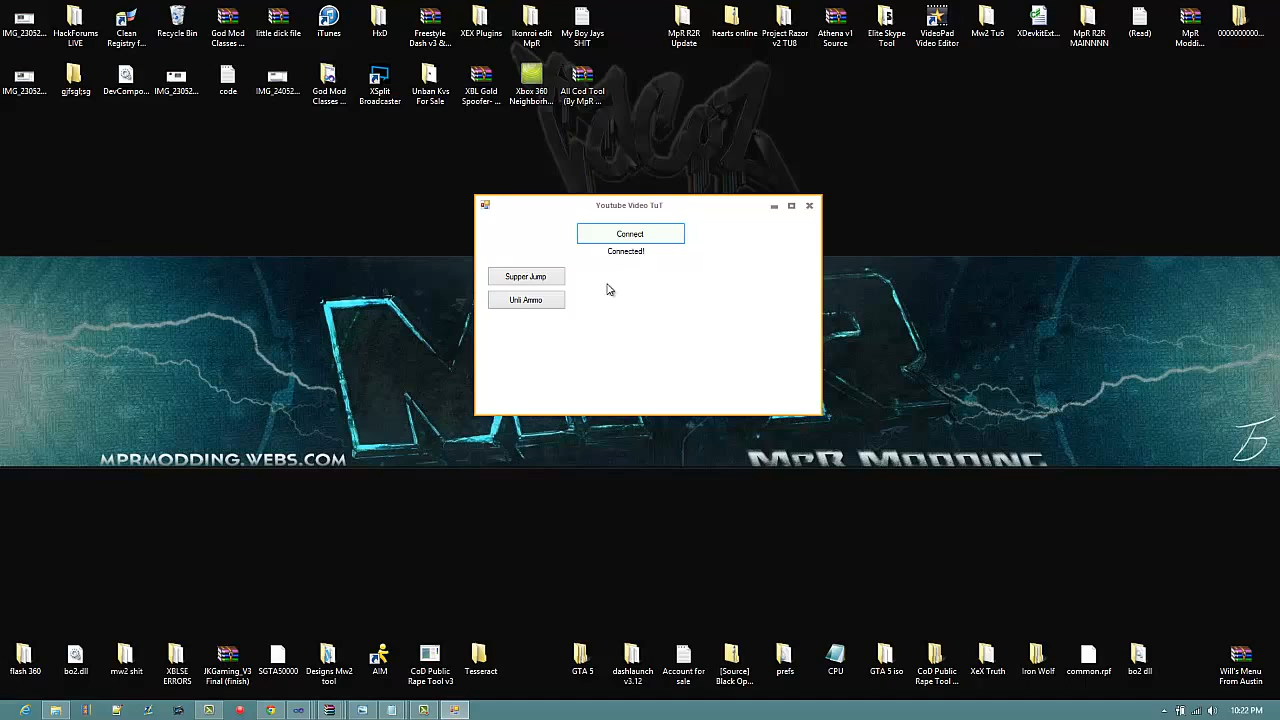 IMG_23052...
HackForums
LIVE
Clean
Registry f...
Recycle Bin
God Mod
Classes ...
little dick file
iTunes
HxD
Freestyle
Dash v3 &...
XEX Plugins
Ikonroi edit
MpR
My Boy Jays
SHIT
MpR R2R
Update
hearts online
Project Razor
v2 TU8
Athena v1
Source
Elite Skype
Tool
VideoPad
Video Editor
Mw2 Tu6
XDevkitExt...
MpR R2R
MAINNNN
(Read)
MpR
Moddi...
0000000000...
IMG_23052...
gjfsgl;sg
DevCompo...
IMG_23052...
code
IMG_24052...
God Mod
Classes ...
XSplit
Broadcaster
Unban Kvs
For Sale
XBL Gold
Spoofer-...
Xbox 360
Neighborh...
All Cod Tool
(By MpR ...
Youtube Video TuT
Connect
Connected!
Supper Jump
Unli Ammo
MPRMODDING.WEBS.COM
MPR MODDING
flash 360
bo2.dll
mw2 shit
XBLSE
ERRORS
JKGaming_V3
Final (finish)
SGTA50000
Designs Mw2
tool
AIM
CoD Public
Rape Tool v3
Tesseract
GTA 5
dashlaunch
v3.12
Account for
sale
[Source]
Black Op...
prefs
CPU
GTA 5 iso
CoD Public
Rape Tool ...
XeX Truth
Iron Wolf
common.rpf
bo2 dll
Will's Menu
From Austin
10:22 PM